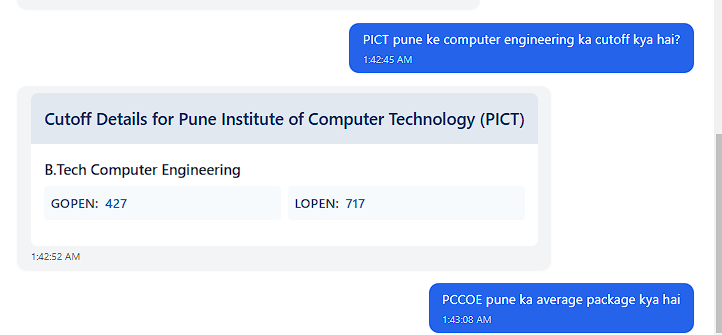 PICT pune ke computer engineering ka cutoff kya hai?
1:42:45 AM
Cutoff Details for Pune Institute of Computer Technology (PICT)
B.Tech Computer Engineering
GOPEN: 427 LOPEN: 717
1:42:52 AM
PCCOE pune ka average package kya hai
1:43:08 AM